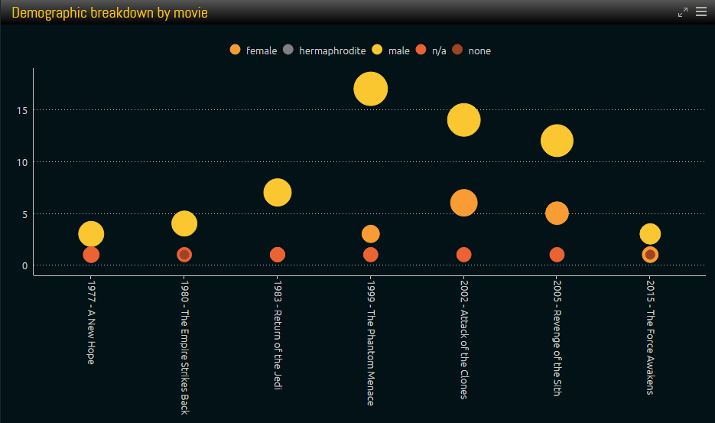 Demographic breakdown by movie
female hermaphrodite male n/a none
15
10
5
0
1977 - A New Hope
1980 - The Empire Strikes Back
1983 - Return of the Jedi
1999 - The Phantom Menace
2002 - Attack of the Clones
2005 - Revenge of the Sith
2015 - The Force Awakens